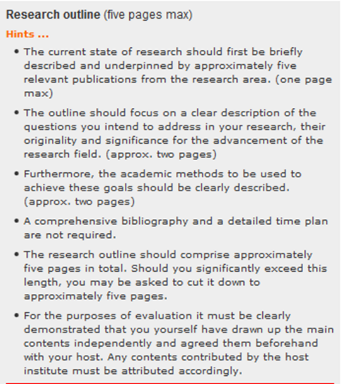 Research outline (five pages max)
Hints ...
• The current state of research should first be briefly
described and underpinned by approximately five
relevant publications from the research area. (one page
max)
• The outline should focus on a clear description of the
questions you intend to address in your research, their
originality and significance for the advancement of the
research field. (approx. two pages)
• Furthermore, the academic methods to be used to
achieve these goals should be clearly described.
(approx. two pages)
• A comprehensive bibliography and a detailed time plan
are not required.
• The research outline should comprise approximately
five pages in total. Should you significantly exceed this
length, you may be asked to cut it down to
approximately five pages.
• For the purposes of evaluation it must be clearly
demonstrated that you yourself have drawn up the main
contents independently and agreed them beforehand
with your host. Any contents contributed by the host
institute must be attributed accordingly.